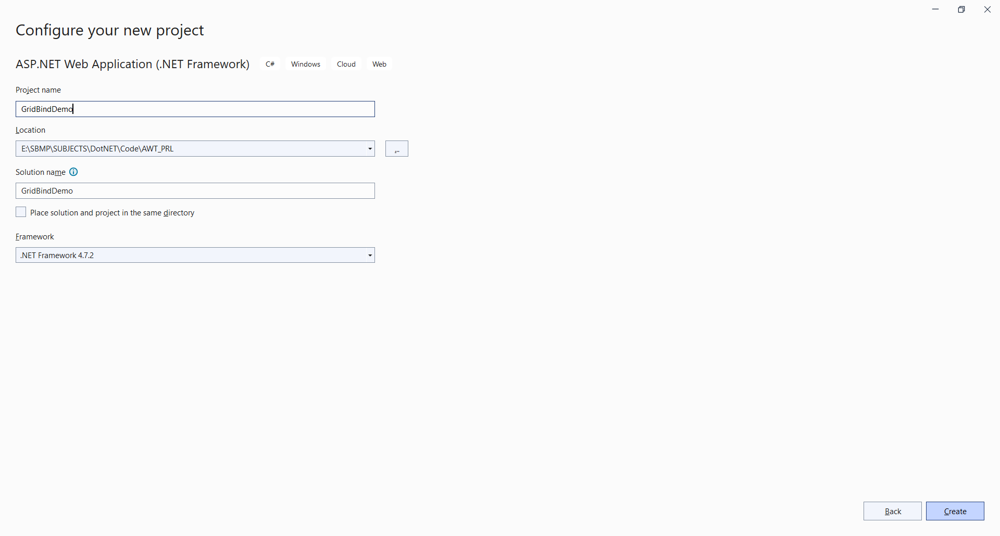 Configure your new project
ASP.NET Web Application (.NET Framework) C# Windows Cloud Web
Project name
GridBindDemo
Location
E:\SBMP\SUBJECTS\DotNET\Code\AWT_PRL
...
Solution name
GridBindDemo
Place solution and project in the same directory
Framework
.NET Framework 4.7.2
Back Create